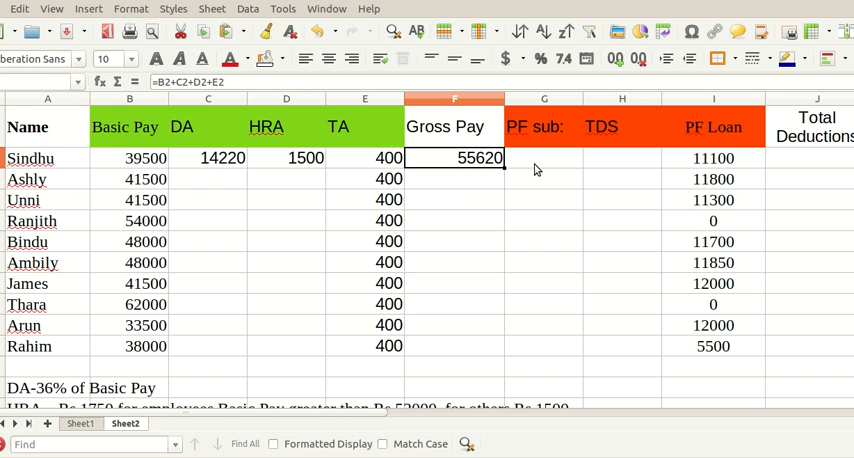 Edit View Insert Format Styles Sheet Data Tools Window Help
beration Sans 10
=B2+C2+D2+E2
A B C D E F G H I J
Name Basic Pay DA HRA TA Gross Pay PF sub: TDS PF Loan Total Deductions
Sindhu 39500 14220 1500 400 55620 11100
Ashly 41500 400 11800
Unni 41500 400 11300
Ranjith 54000 400 0
Bindu 48000 400 11700
Ambily 48000 400 11850
James 41500 400 12000
Thara 62000 400 0
Arun 33500 400 12000
Rahim 38000 400 5500
DA-36% of Basic Pay
Sheet1 Sheet2
Find Find All Formatted Display Match Case